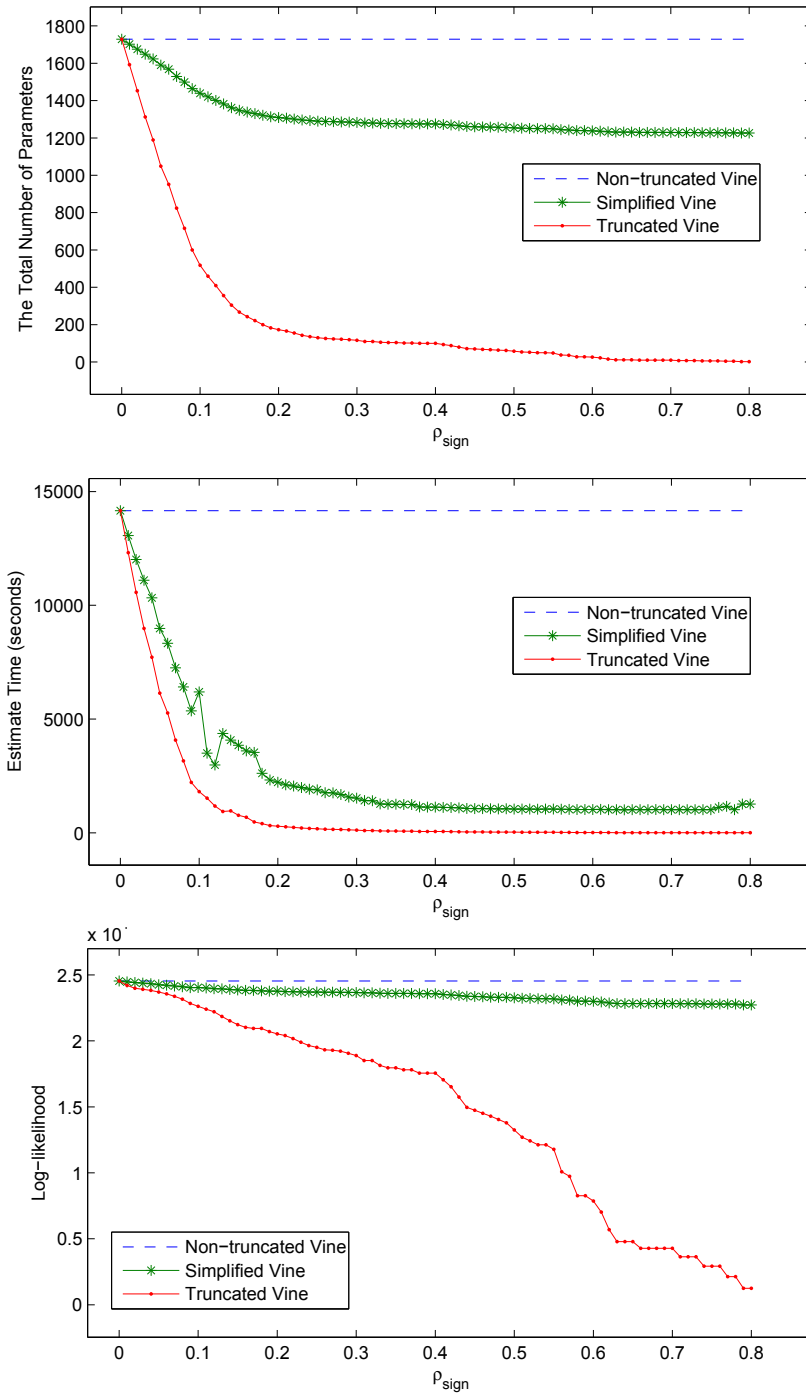 The Total Number of Parameters
1800
1600
1400
1200
1000
800
600
400
200
0
Non-truncated Vine
Simplified Vine
Truncated Vine
0 0.1 0.2 0.3 0.4 0.5 0.6 0.7 0.8
ρsign
Estimate Time (seconds)
15000
10000
5000
0
Non-truncated Vine
Simplified Vine
Truncated Vine
0 0.1 0.2 0.3 0.4 0.5 0.6 0.7 0.8
ρsign
x 10
Log-likelihood
2.5
2
1.5
1
0.5
0
Non-truncated Vine
Simplified Vine
Truncated Vine
0 0.1 0.2 0.3 0.4 0.5 0.6 0.7 0.8
ρsign